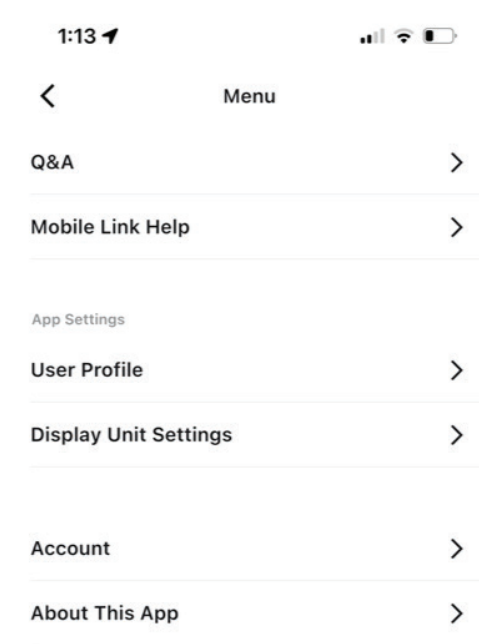 1:13
Menu
Q&A
Mobile Link Help
App Settings
User Profile
Display Unit Settings
Account
About This App